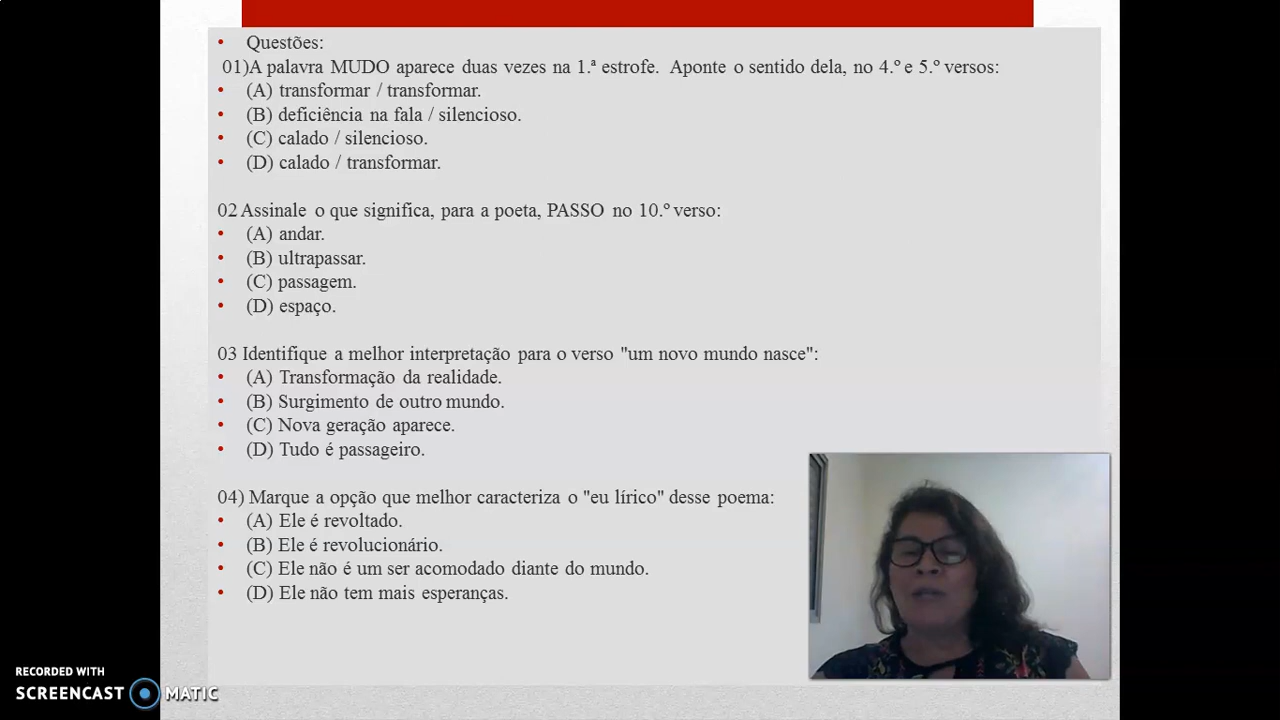 • Questões:
01)A palavra MUDO aparece duas vezes na 1.ª estrofe. Aponte o sentido dela, no 4.º e 5.º versos:
• (A) transformar / transformar.
• (B) deficiência na fala / silencioso.
• (C) calado / silencioso.
• (D) calado / transformar.
02 Assinale o que significa, para a poeta, PASSO no 10.º verso:
• (A) andar.
• (B) ultrapassar.
• (C) passagem.
• (D) espaço.
03 Identifique a melhor interpretação para o verso "um novo mundo nasce":
• (A) Transformação da realidade.
• (B) Surgimento de outro mundo.
• (C) Nova geração aparece.
• (D) Tudo é passageiro.
04) Marque a opção que melhor caracteriza o "eu lírico" desse poema:
• (A) Ele é revoltado.
• (B) Ele é revolucionário.
• (C) Ele não é um ser acomodado diante do mundo.
• (D) Ele não tem mais esperanças.
RECORDED WITH
SCREENCAST MATIC